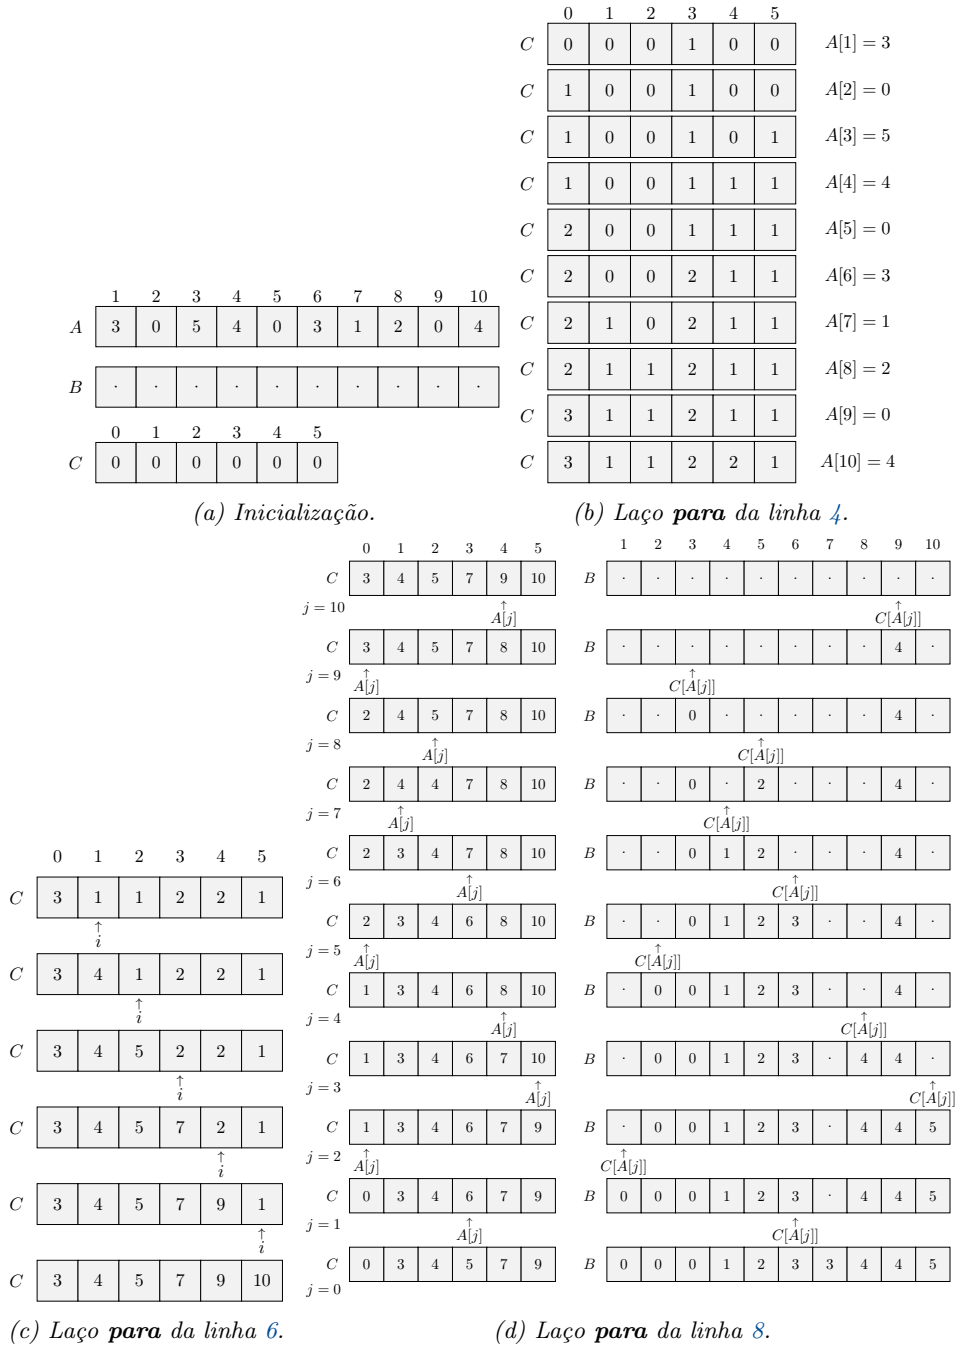 1 2 3 4 5 6 7 8 9 10
A 3 0 5 4 0 3 1 2 0 4
B · · · · · · · · · ·
0 1 2 3 4 5
C 0 0 0 0 0 0
(a) Inicialização.
0 1 2 3 4 5
C 0 0 0 1 0 0 A[1] = 3
C 1 0 0 1 0 0 A[2] = 0
C 1 0 0 1 0 1 A[3] = 5
C 1 0 0 1 1 1 A[4] = 4
C 2 0 0 1 1 1 A[5] = 0
C 2 0 0 2 1 1 A[6] = 3
C 2 1 0 2 1 1 A[7] = 1
C 2 1 1 2 1 1 A[8] = 2
C 3 1 1 2 1 1 A[9] = 0
C 3 1 1 2 2 1 A[10] = 4
(b) Laço para da linha 4.
0 1 2 3 4 5
C 3 1 1 2 2 1
↑
i
C 3 4 1 2 2 1
↑
i
C 3 4 5 2 2 1
↑
i
C 3 4 5 7 2 1
↑
i
C 3 4 5 7 9 1
↑
i
C 3 4 5 7 9 10
(c) Laço para da linha 6.
0 1 2 3 4 5 1 2 3 4 5 6 7 8 9 10
C 3 4 5 7 9 10 B · · · · · · · · · ·
↑ ↑
j = 10 A[j] C[A[j]]
C 3 4 5 7 8 10 B · · · · · · · · 4 ·
↑ ↑
j = 9 A[j] C[A[j]]
C 2 4 5 7 8 10 B · · 0 · · · · · 4 ·
↑ ↑
j = 8 A[j] C[A[j]]
C 2 4 4 7 8 10 B · · 0 · 2 · · · 4 ·
↑ ↑
j = 7 A[j] C[A[j]]
C 2 3 4 7 8 10 B · · 0 1 2 · · · 4 ·
↑ ↑
j = 6 A[j] C[A[j]]
C 2 3 4 6 8 10 B · · 0 1 2 3 · · 4 ·
↑ ↑
j = 5 A[j] C[A[j]]
C 1 3 4 6 8 10 B · 0 0 1 2 3 · · 4 ·
↑ ↑
j = 4 A[j] C[A[j]]
C 1 3 4 6 7 10 B · 0 0 1 2 3 · 4 4 ·
↑ ↑
j = 3 A[j] C[A[j]]
C 1 3 4 6 7 9 B · 0 0 1 2 3 · 4 4 5
↑ ↑
j = 2 A[j] C[A[j]]
C 0 3 4 6 7 9 B 0 0 0 1 2 3 · 4 4 5
↑ ↑
j = 1 A[j] C[A[j]]
C 0 3 4 5 7 9 B 0 0 0 1 2 3 3 4 4 5
j = 0
(d) Laço para da linha 8.